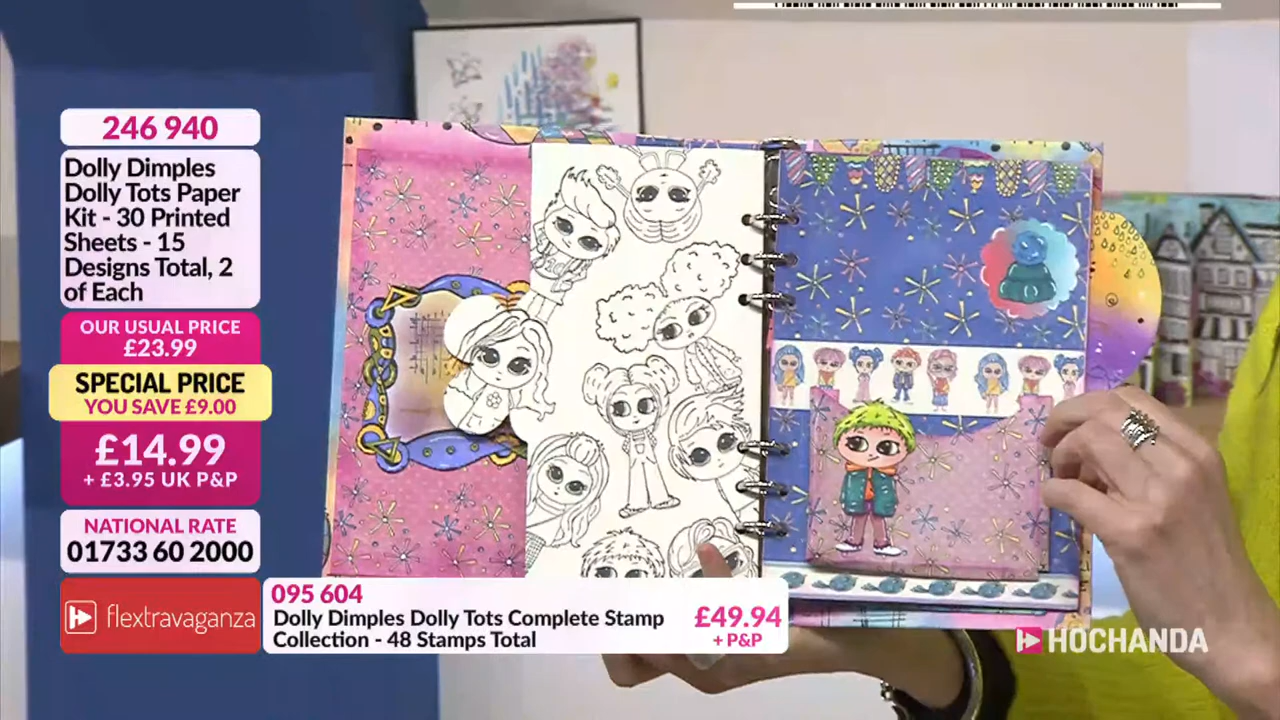 246 940
Dolly Dimples
Dolly Tots Paper
Kit - 30 Printed
Sheets - 15
Designs Total, 2
of Each
OUR USUAL PRICE
£23.99
SPECIAL PRICE
YOU SAVE £9.00
£14.99
+ £3.95 UK P&P
NATIONAL RATE
01733 60 2000
flextravaganza
095 604
Dolly Dimples Dolly Tots Complete Stamp
Collection - 48 Stamps Total
£49.94
+ P&P
HOCHANDA